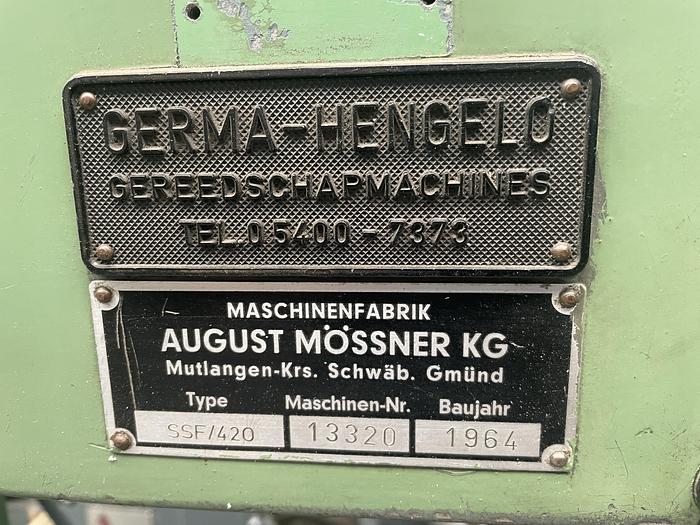 GERMA-HENGELO
GEREEDSCHAPMACHINES
TEL.05400-7373
MASCHINENFABRIK
AUGUST MÖSSNER KG
Mutlangen-Krs. Schwäb. Gmünd
Type Maschinen-Nr. Baujahr
SSF/420 13320 1964